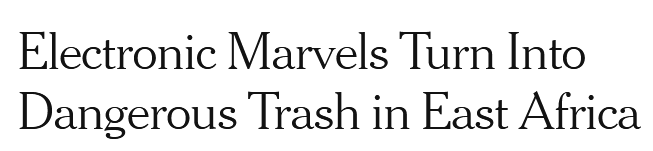 Electronic Marvels Turn Into
Dangerous Trash in East Africa